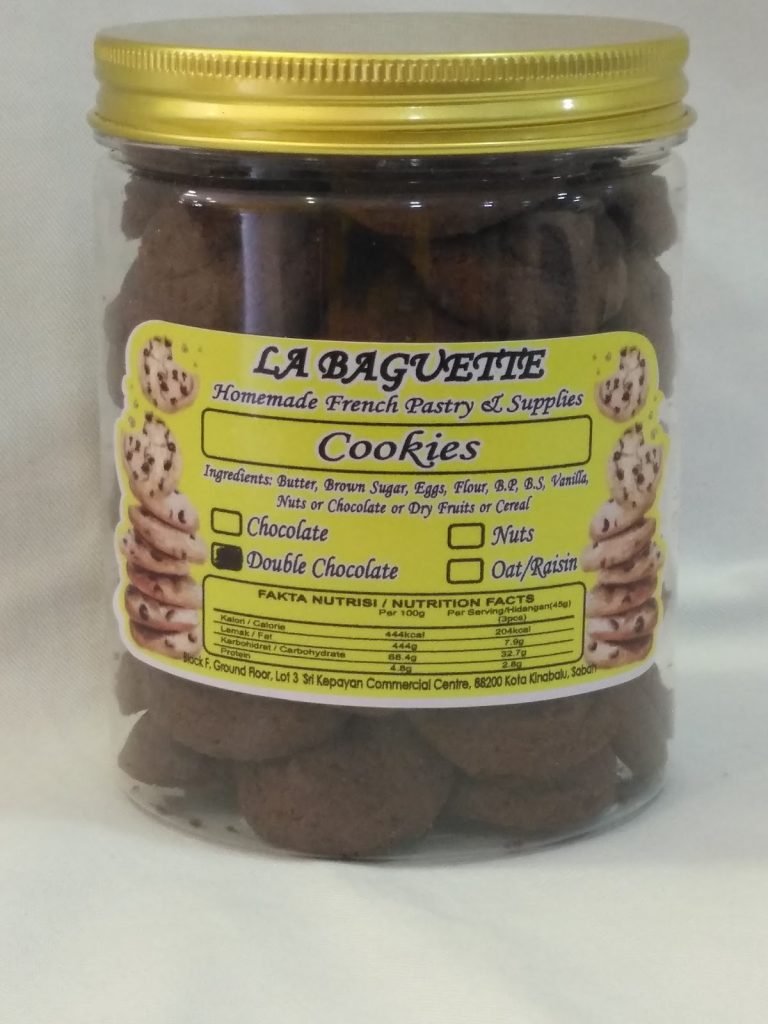 LA BAGUETTE
Homemade French Pastry & Supplies
Cookies
Ingredients: Butter, Brown Sugar, Eggs, Flour, B.P, B.S, Vanilla,
Nuts or Chocolate or Dry Fruits or Cereal
Chocolate Nuts
Double Chocolate Oat/Raisin
FAKTA NUTRISI / NUTRITION FACTS
Per 100g Per Serving/Hidangan(45g)
(3pcs)
Kalori / Calorie 444kcal 204kcal
Lemak / Fat 444g 7.9g
Karbohidrat / Carbohydrate 68.4g 32.7g
Protein 4.8g 2.8g
Block F, Ground Floor, Lot 3 Sri Kepayan Commercial Centre, 88200 Kota Kinabalu, Sabah